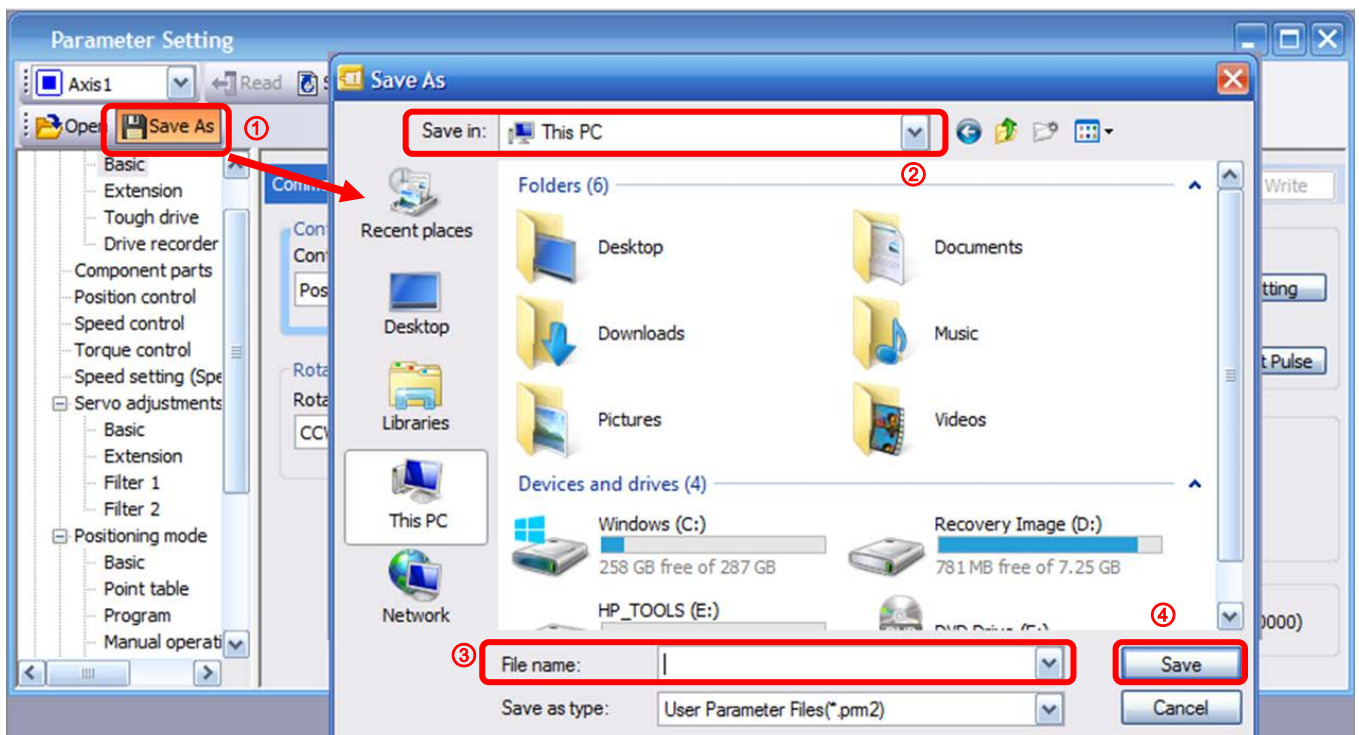 Parameter Setting
Axis1
Read
Open
Save As
①
Basic
Extension
Tough drive
Drive recorder
Component parts
Position control
Speed control
Torque control
Speed setting (Spe
Servo adjustments
Basic
Extension
Filter 1
Filter 2
Positioning mode
Basic
Point table
Program
Manual operati
Pos
Rota
Rota
Write
tting
t Pulse
0000)
Save As
Save in:
This PC
②
Recent places
Desktop
Libraries
This PC
Network
Folders (6)
Desktop
Documents
Downloads
Music
Pictures
Videos
Devices and drives (4)
Windows (C:)
258 GB free of 287 GB
Recovery Image (D:)
781 MB free of 7.25 GB
HP_TOOLS (E:)
③
File name:
④
Save
Save as type:
User Parameter Files(*.prm2)
Cancel